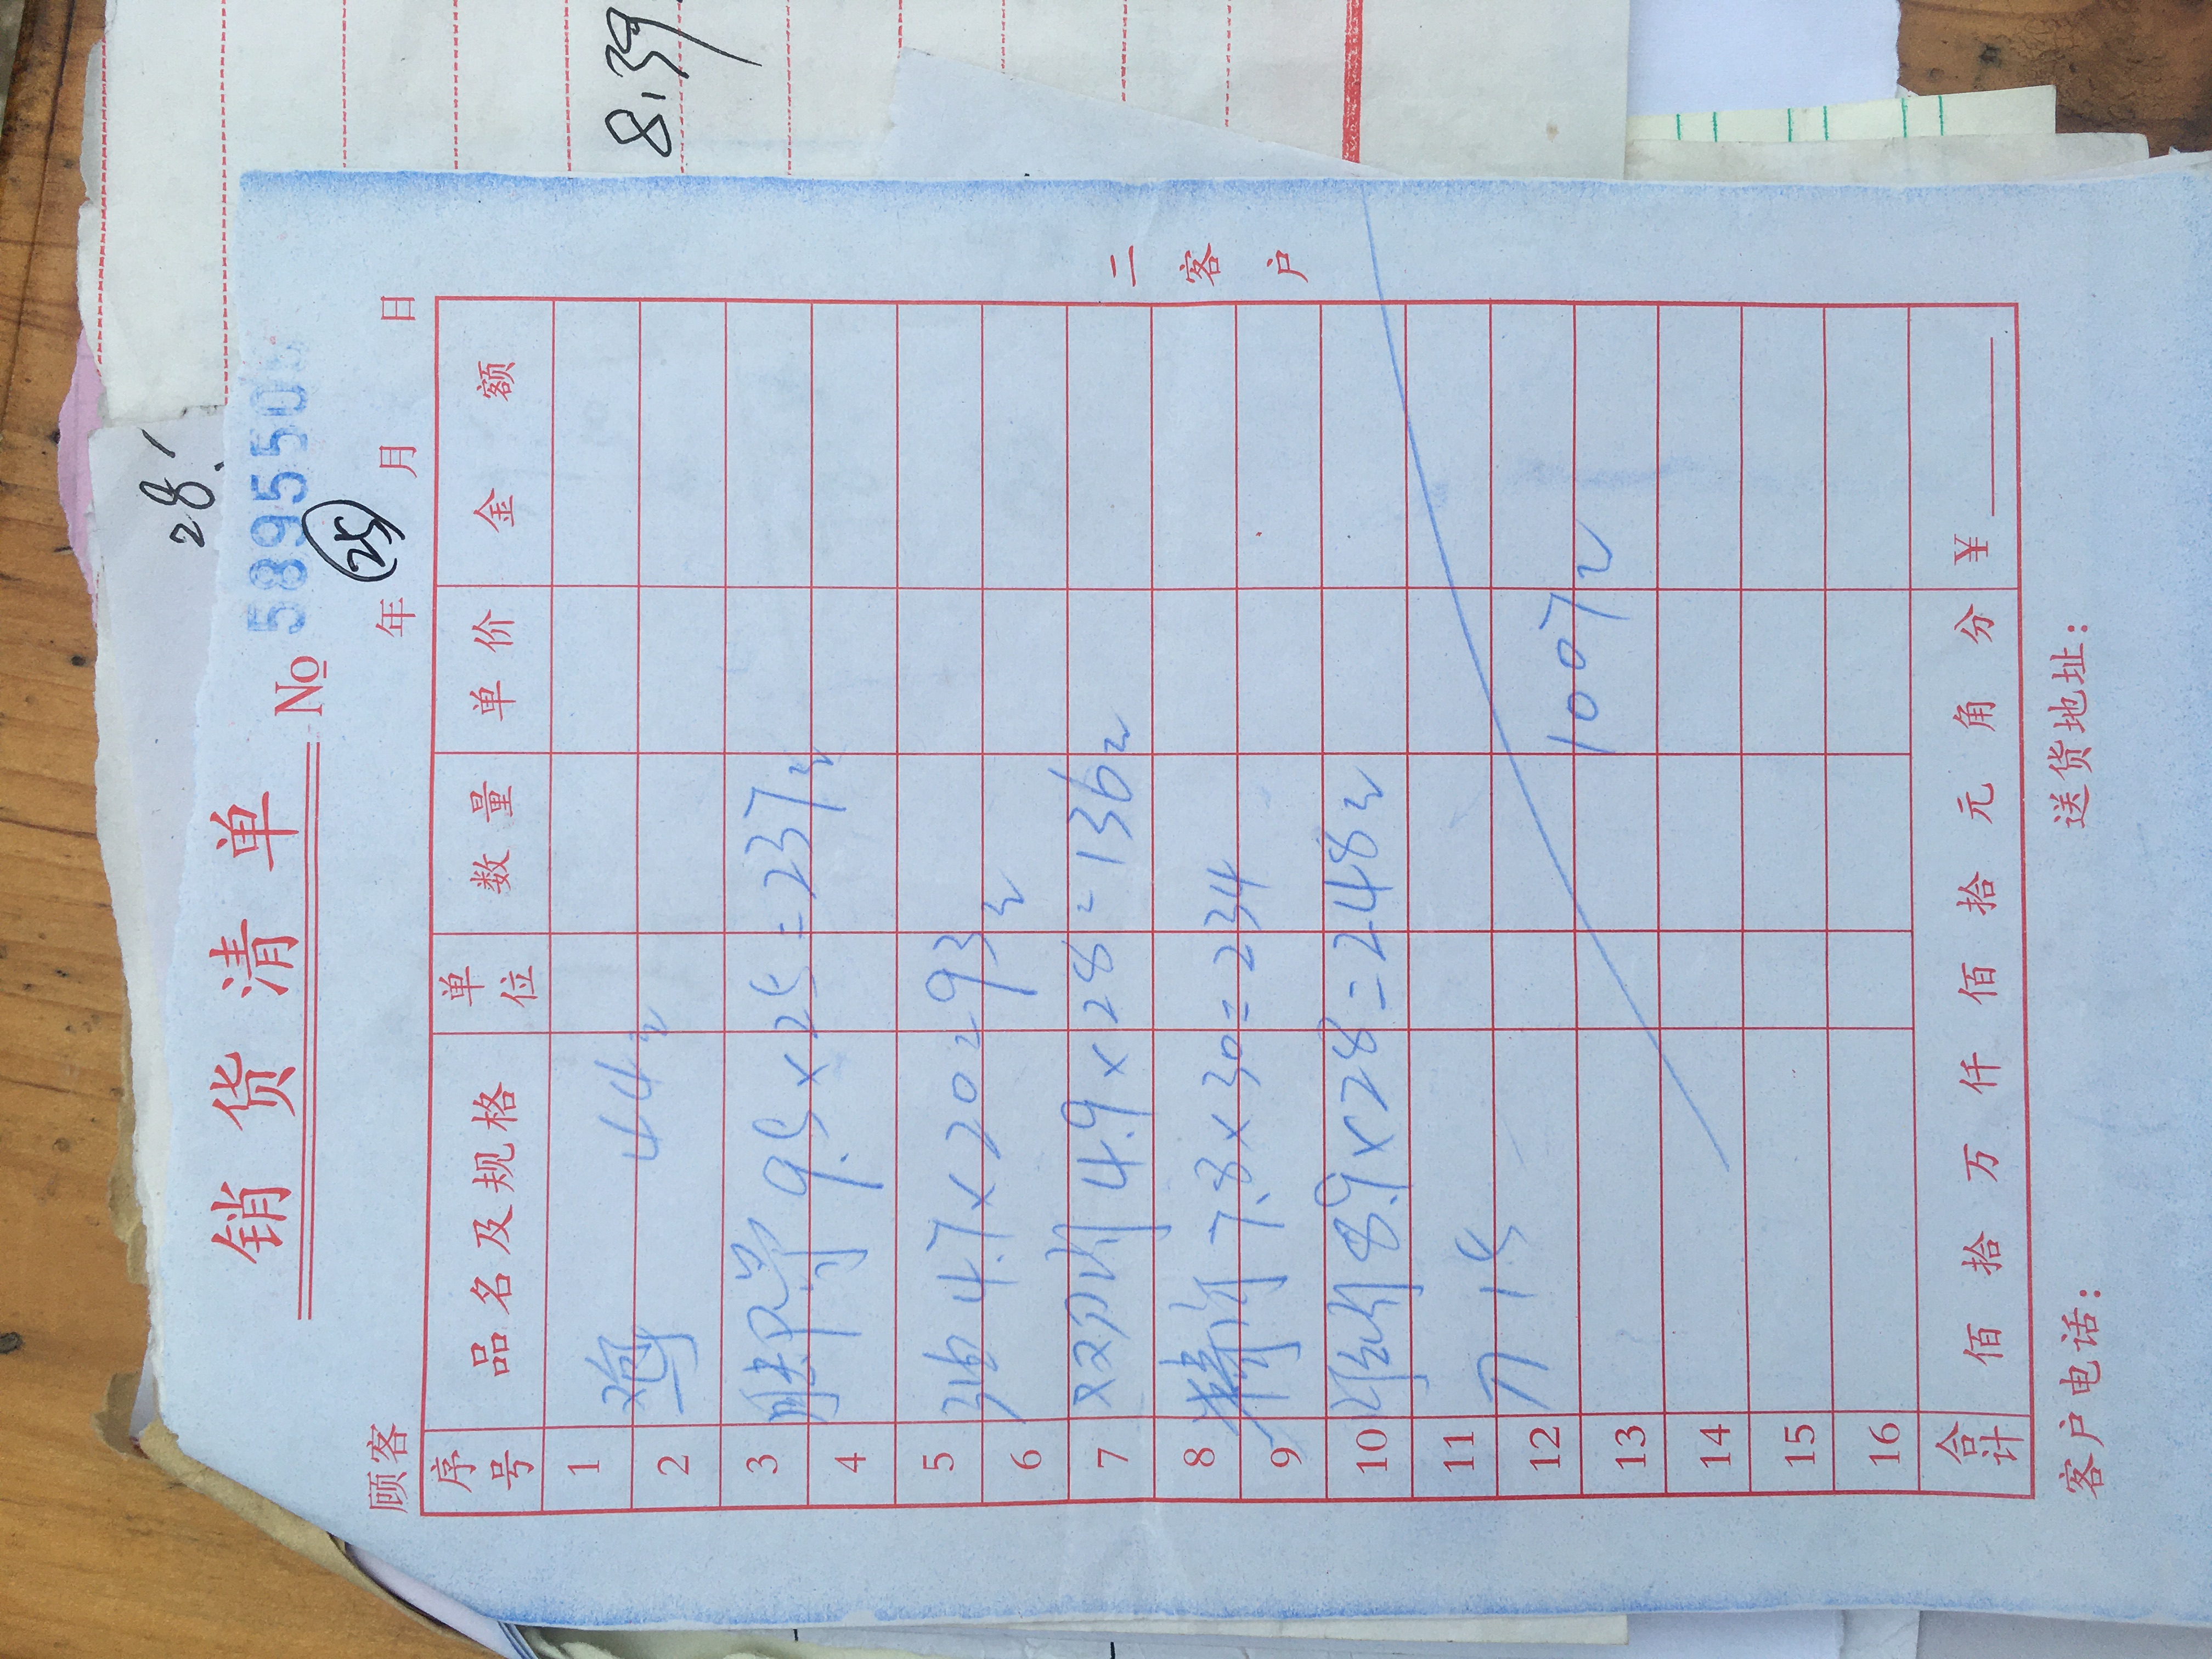 28.
销货清单 No 5895505
25
顾客 年 月 日
序号 品名及规格 单位 数量 单价 金额
1
鸡 44元
2
3
脚骨 9.5×25=237元
4
5
油 4.7×20=93元
6
7 双刀肉 4.9×28=136元
8
精肉 7.8×30=234
9
10 肉 8.9×28=248元
11
刀 15
12
1007元
13
14
15
16
合计 佰 拾 万 仟 佰 拾 元 角 分 ¥
客户电话： 送货地址：
二客户
8.39